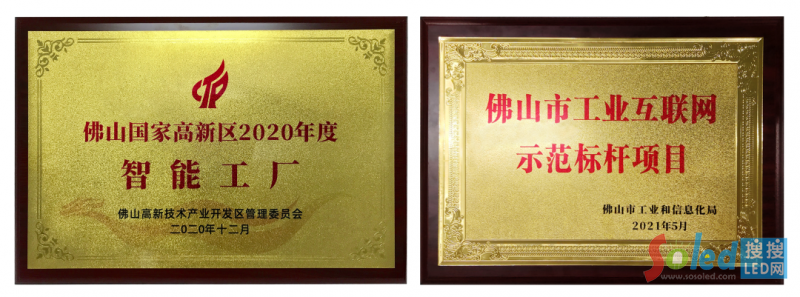 佛山国家高新区2020年度
智能工厂
佛山高新技术产业开发区管理委员会
二〇二〇年十二月
佛山市工业互联网
示范标杆项目
佛山市工业和信息化局
2021年5月
Soled 搜搜
LED网
www.sosoled.com